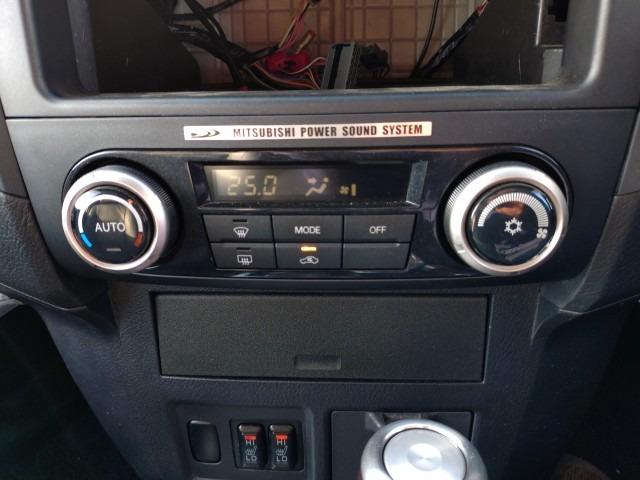 MITSUBISHI POWER SOUND SYSTEM
25.0
AUTO
MODE OFF
HI HI
LO LO